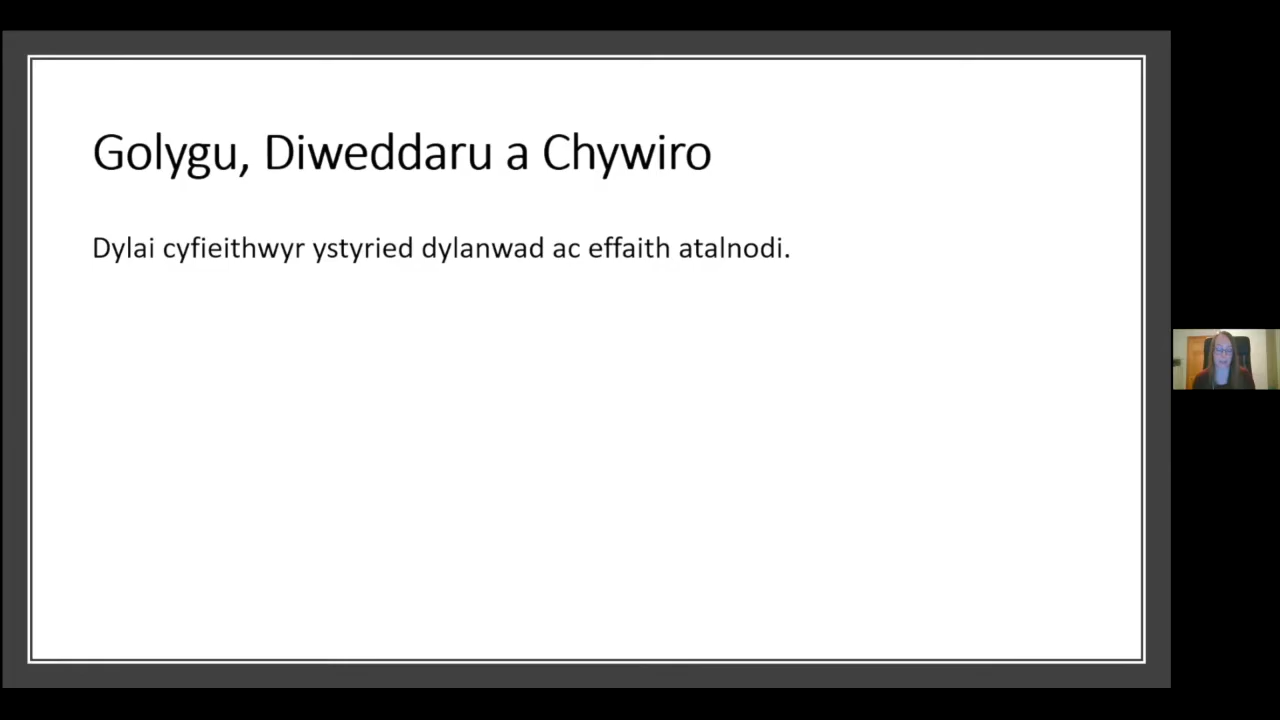 Golygu, Diweddaru a Chywiro
Dylai cyfieithwyr ystyried dylanwad ac effaith atalnodi.